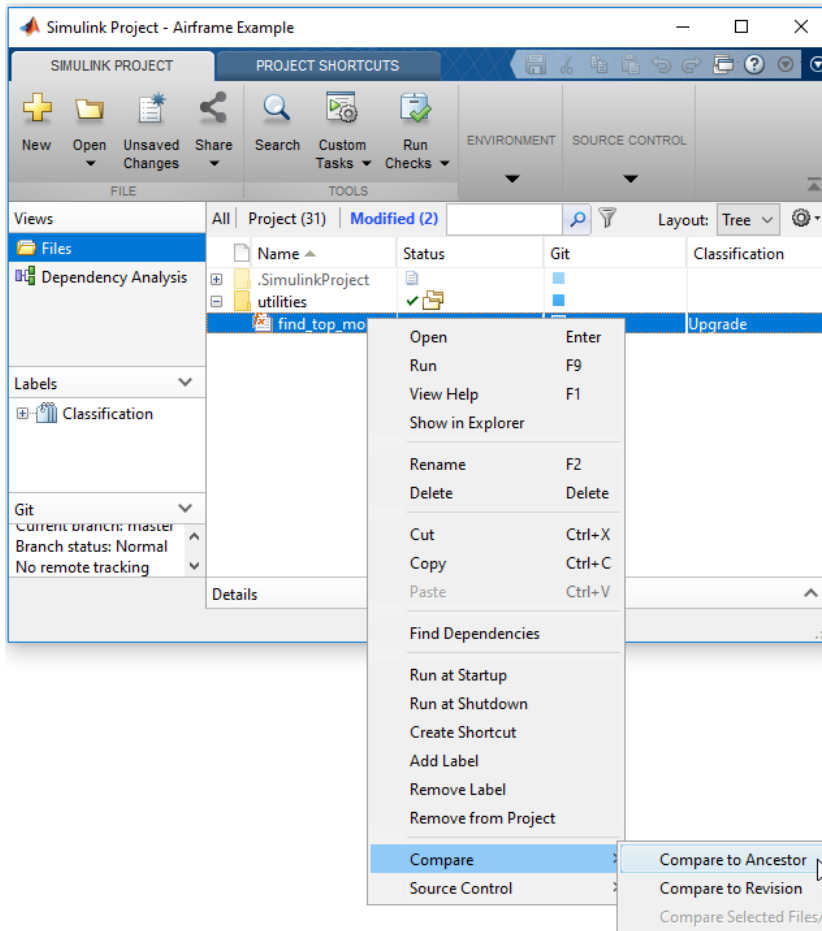 Simulink Project - Airframe Example
SIMULINK PROJECT PROJECT SHORTCUTS
New Open Unsaved Changes Share Search Custom Tasks Run Checks ENVIRONMENT SOURCE CONTROL
FILE TOOLS
Views
Files
Dependency Analysis
Labels
Classification
Git
Current branch: master
Branch status: Normal
No remote tracking
All Project (31) Modified (2) Layout: Tree
Name Status Git Classification
.SimulinkProject
utilities
find_top_mo Upgrade
Details
Open Enter
Run F9
View Help F1
Show in Explorer
Rename F2
Delete Delete
Cut Ctrl+X
Copy Ctrl+C
Paste Ctrl+V
Find Dependencies
Run at Startup
Run at Shutdown
Create Shortcut
Add Label
Remove Label
Remove from Project
Compare
Source Control
Compare to Ancestor
Compare to Revision
Compare Selected Files/